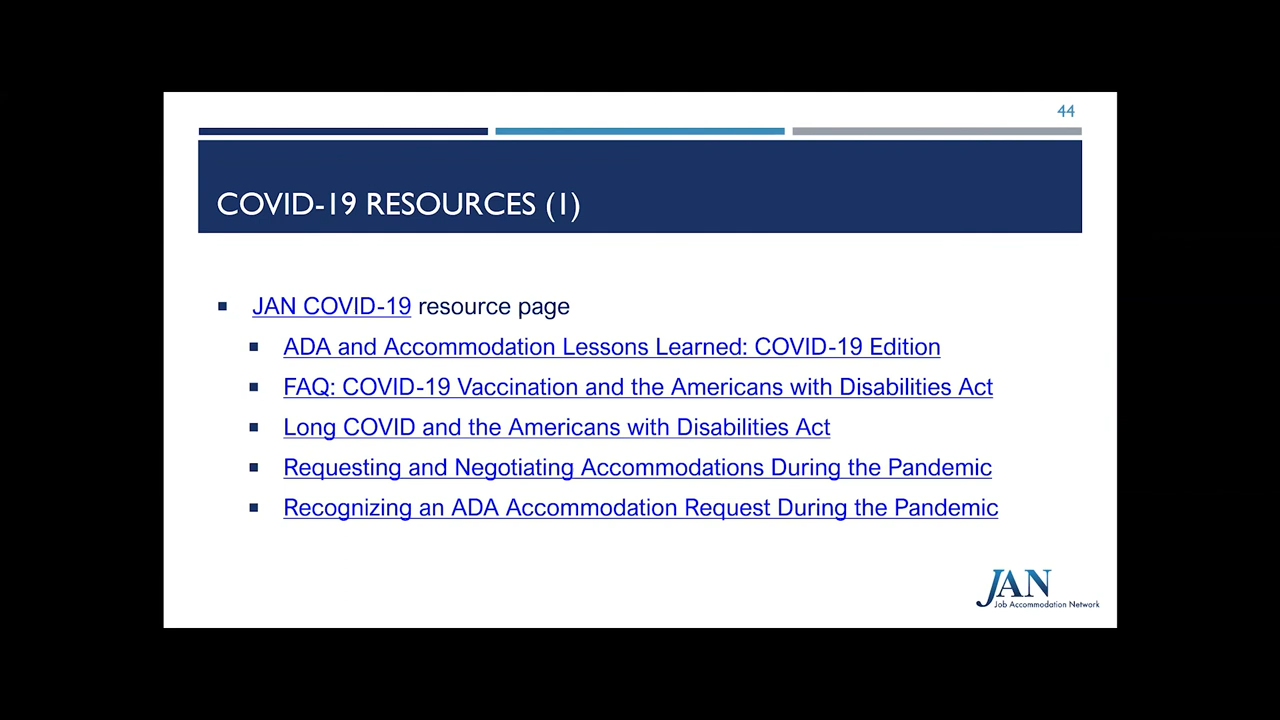 44
COVID-19 RESOURCES (1)
JAN COVID-19 resource page
ADA and Accommodation Lessons Learned: COVID-19 Edition
FAQ: COVID-19 Vaccination and the Americans with Disabilities Act
Long COVID and the Americans with Disabilities Act
Requesting and Negotiating Accommodations During the Pandemic
Recognizing an ADA Accommodation Request During the Pandemic
JAN
Job Accommodation Network